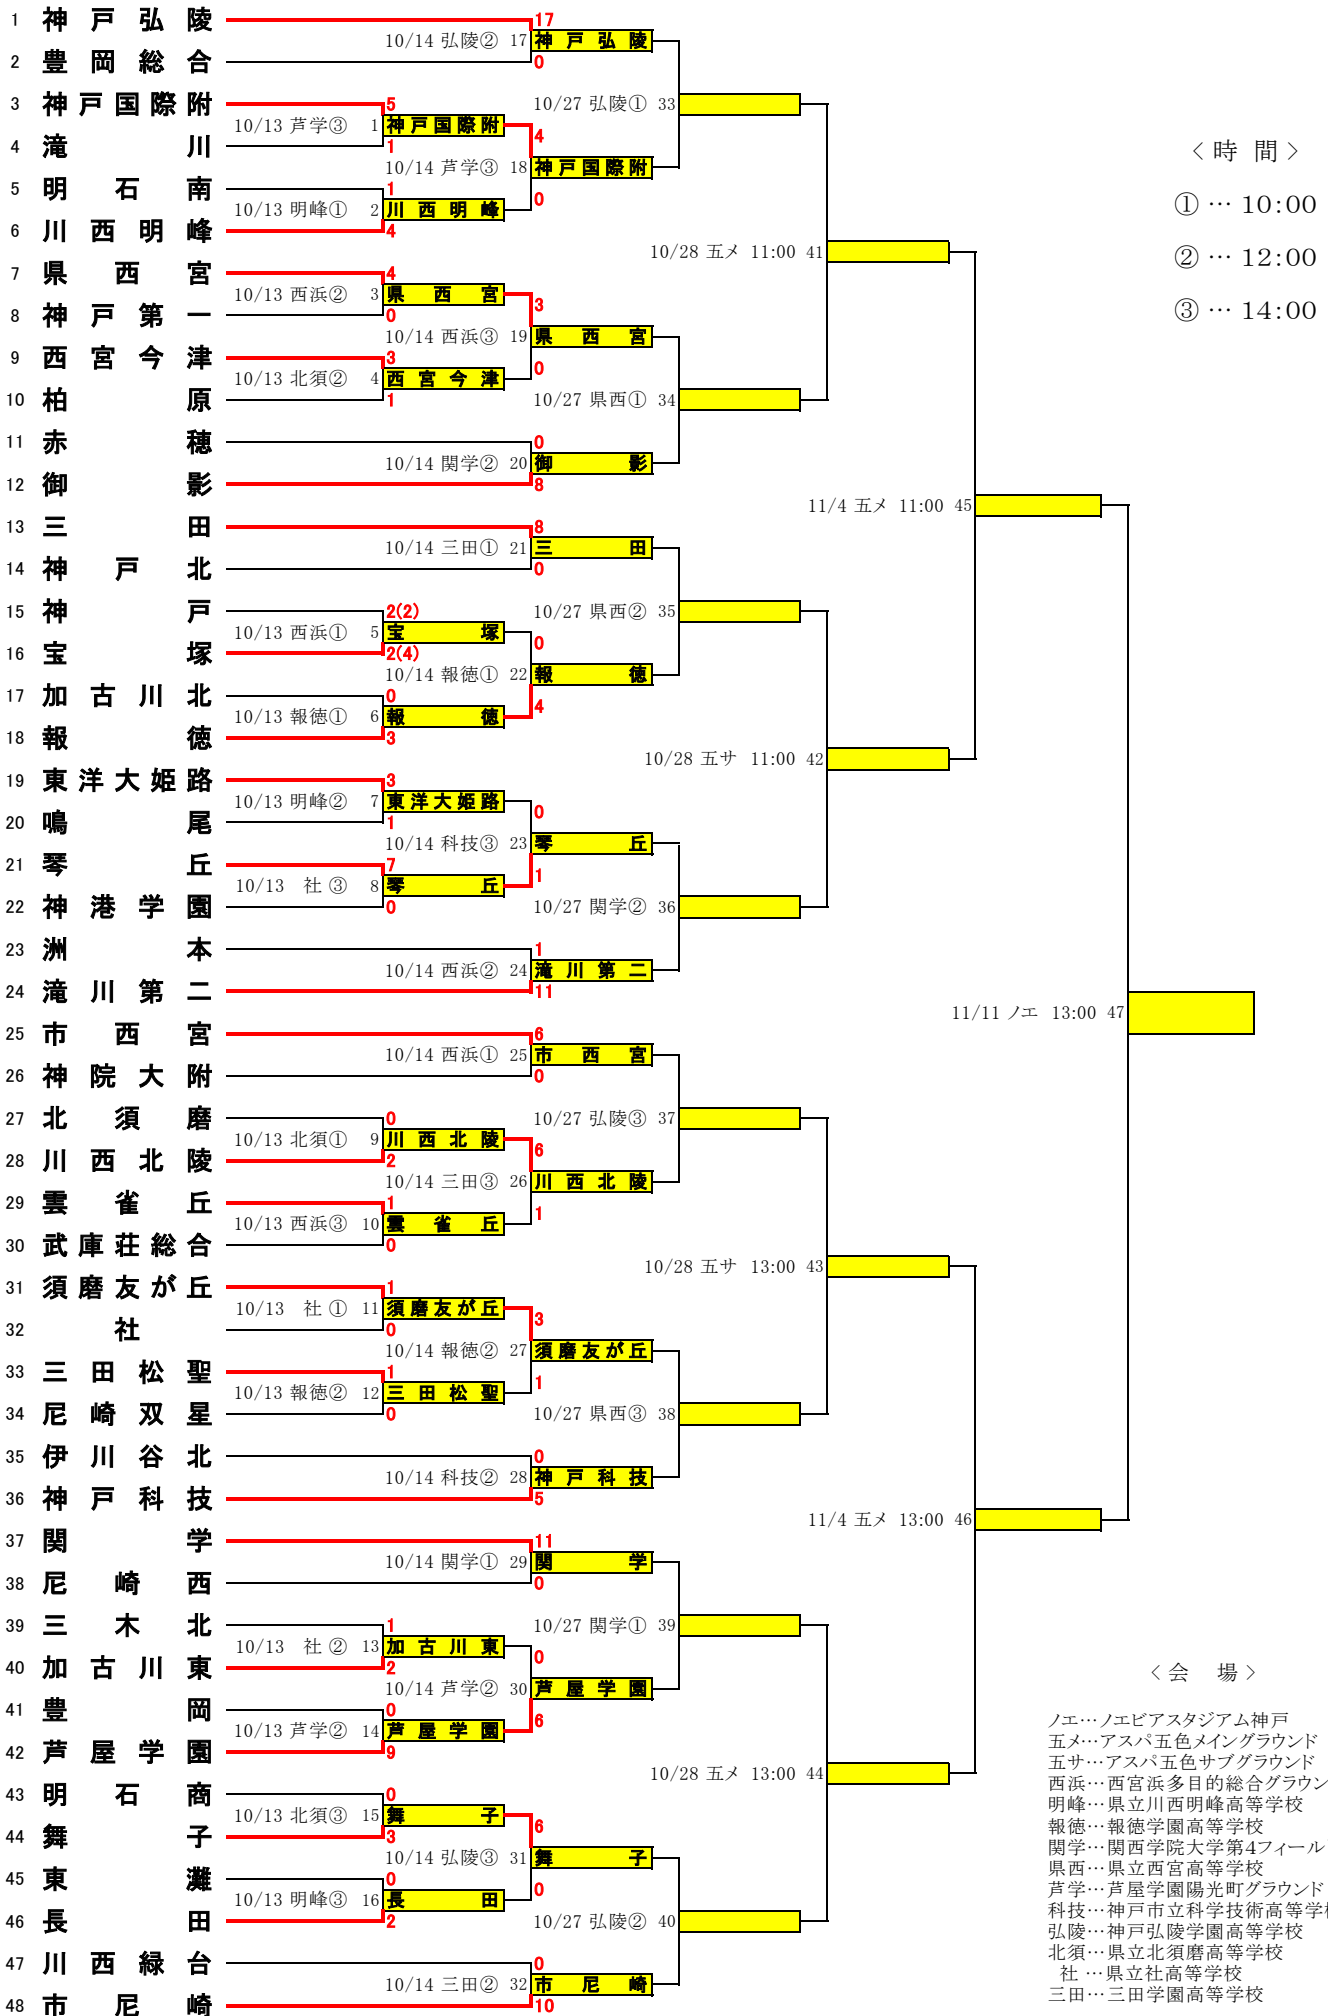 1 神戸弘陵
17
10/14 弘陵② 17 神戸弘陵
2 豊岡総合
0
3 神戸国際附
5
10/27 弘陵① 33
10/13 芦学③ 1 神戸国際附
4
4 滝川
1
10/14 芦学③ 18 神戸国際附
5 明石南
1
0
10/13 明峰① 2 川西明峰
6 川西明峰
4
10/28 五メ 11:00 41
7 県西宮
4
10/13 西浜② 3 県西宮
3
8 神戸第一
0
10/14 西浜③ 19 県西宮
9 西宮今津
3
0
10/13 北須② 4 西宮今津
10 柏原
1
10/27 県西① 34
11 赤穂
0
10/14 関学② 20 御影
12 御影
8
11/4 五メ 11:00 45
13 三田
8
10/14 三田① 21 三田
14 神戸北
0
15 神戸
2(2)
10/27 県西② 35
10/13 西浜① 5 宝塚
0
16 宝塚
2(4)
10/14 報徳① 22 報徳
17 加古川北
0
4
10/13 報徳① 6 報徳
18 報徳
3
10/28 五サ 11:00 42
19 東洋大姫路
3
10/13 明峰② 7 東洋大姫路
0
20 鳴尾
1
10/14 科技③ 23 琴丘
21 琴丘
7
1
10/13 社③ 8 琴丘
22 神港学園
0
10/27 関学② 36
23 洲本
1
10/14 西浜② 24 滝川第二
24 滝川第二
11
11/11 ノエ 13:00 47
25 市西宮
6
10/14 西浜① 25 市西宮
26 神院大附
0
27 北須磨
0
10/27 弘陵③ 37
10/13 北須① 9 川西北陵
6
28 川西北陵
2
10/14 三田③ 26 川西北陵
29 雲雀丘
1
1
10/13 西浜③ 10 雲雀丘
30 武庫荘総合
0
10/28 五サ 13:00 43
31 須磨友が丘
1
10/13 社① 11 須磨友が丘
3
32 社
0
10/14 報徳② 27 須磨友が丘
33 三田松聖
1
1
10/13 報徳② 12 三田松聖
34 尼崎双星
0
10/27 県西③ 38
35 伊川谷北
0
10/14 科技② 28 神戸科技
36 神戸科技
5
11/4 五メ 13:00 46
37 関学
11
10/14 関学① 29 関学
38 尼崎西
0
39 三木北
1
10/27 関学① 39
10/13 社② 13 加古川東
0
40 加古川東
2
10/14 芦学② 30 芦屋学園
41 豊岡
0
6
10/13 芦学② 14 芦屋学園
42 芦屋学園
9
10/28 五メ 13:00 44
43 明石商
0
10/13 北須③ 15 舞子
6
44 舞子
3
10/14 弘陵③ 31 舞子
45 東灘
0
0
10/13 明峰③ 16 長田
46 長田
2
10/27 弘陵② 40
47 川西緑台
0
10/14 三田② 32 市尼崎
48 市尼崎
10
＜時 間＞
①…10:00
②…12:00
③…14:00
＜会 場＞
ノエ…ノエビアスタジアム神戸
五メ…アスパ五色メイングラウンド
五サ…アスパ五色サブグラウンド
西浜…西宮浜多目的総合グラウン
明峰…県立川西明峰高等学校
報徳…報徳学園高等学校
関学…関西学院大学第4フィール
県西…県立西宮高等学校
芦学…芦屋学園陽光町グラウンド
科技…神戸市立科学技術高等学
弘陵…神戸弘陵学園高等学校
北須…県立北須磨高等学校
社…県立社高等学校
三田…三田学園高等学校